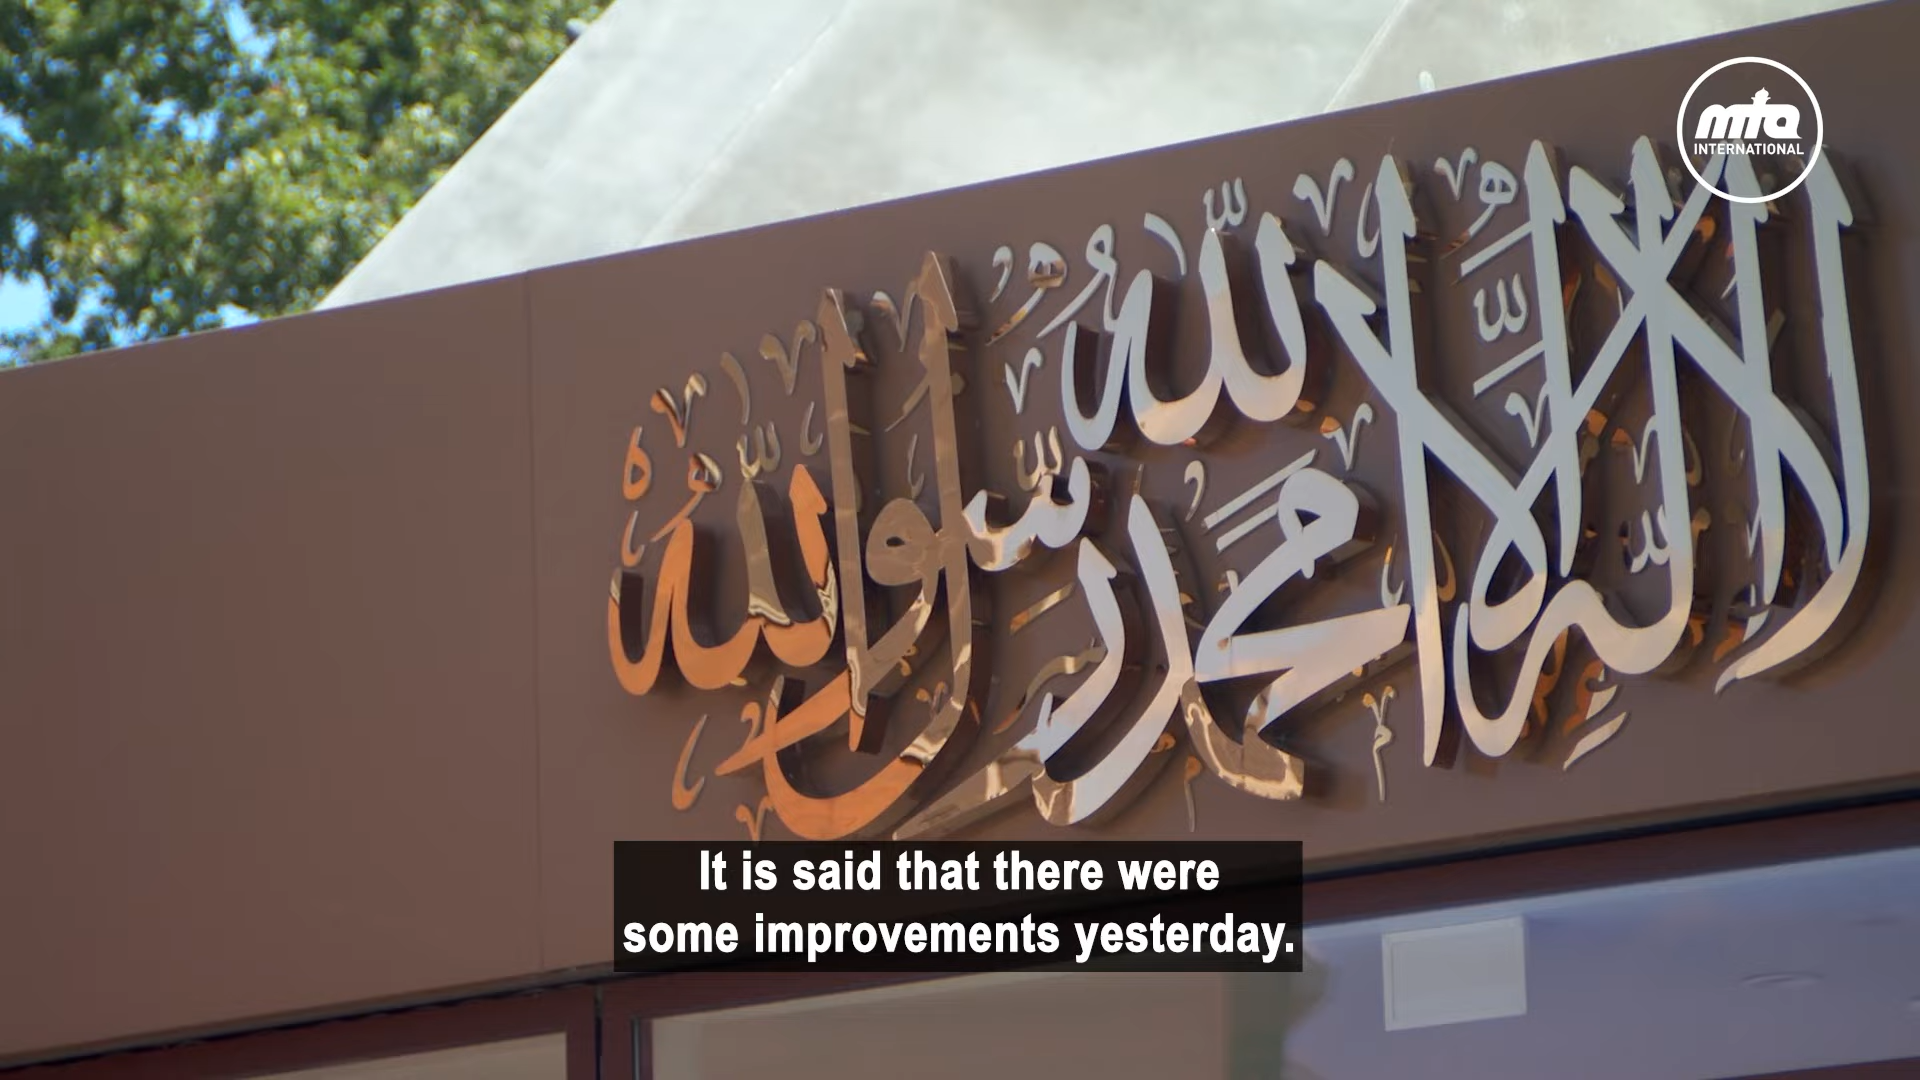 mta
INTERNATIONAL
لا إله إلا الله محمد رسول الله
It is said that there were
some improvements yesterday.